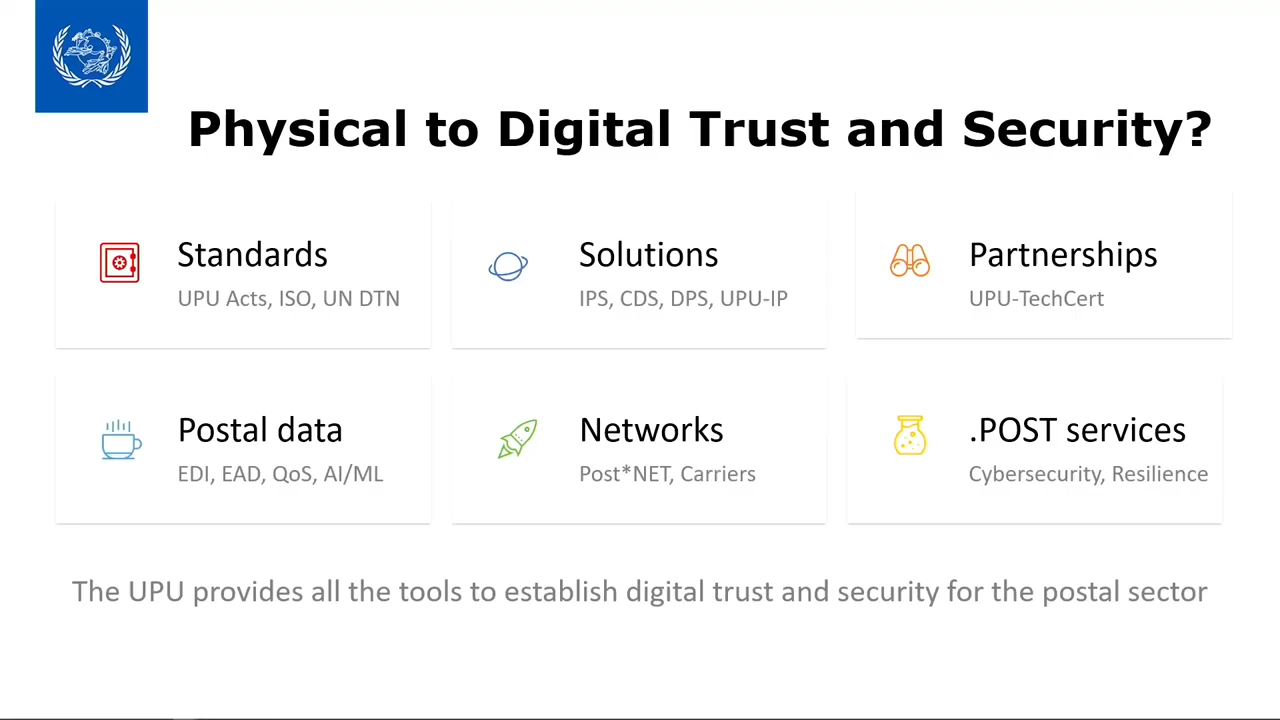 Physical to Digital Trust and Security?
Standards
UPU Acts, ISO, UN DTN
Solutions
IPS, CDS, DPS, UPU-IP
Partnerships
UPU-TechCert
Postal data
EDI, EAD, QoS, AI/ML
Networks
Post*NET, Carriers
.POST services
Cybersecurity, Resilience
The UPU provides all the tools to establish digital trust and security for the postal sector